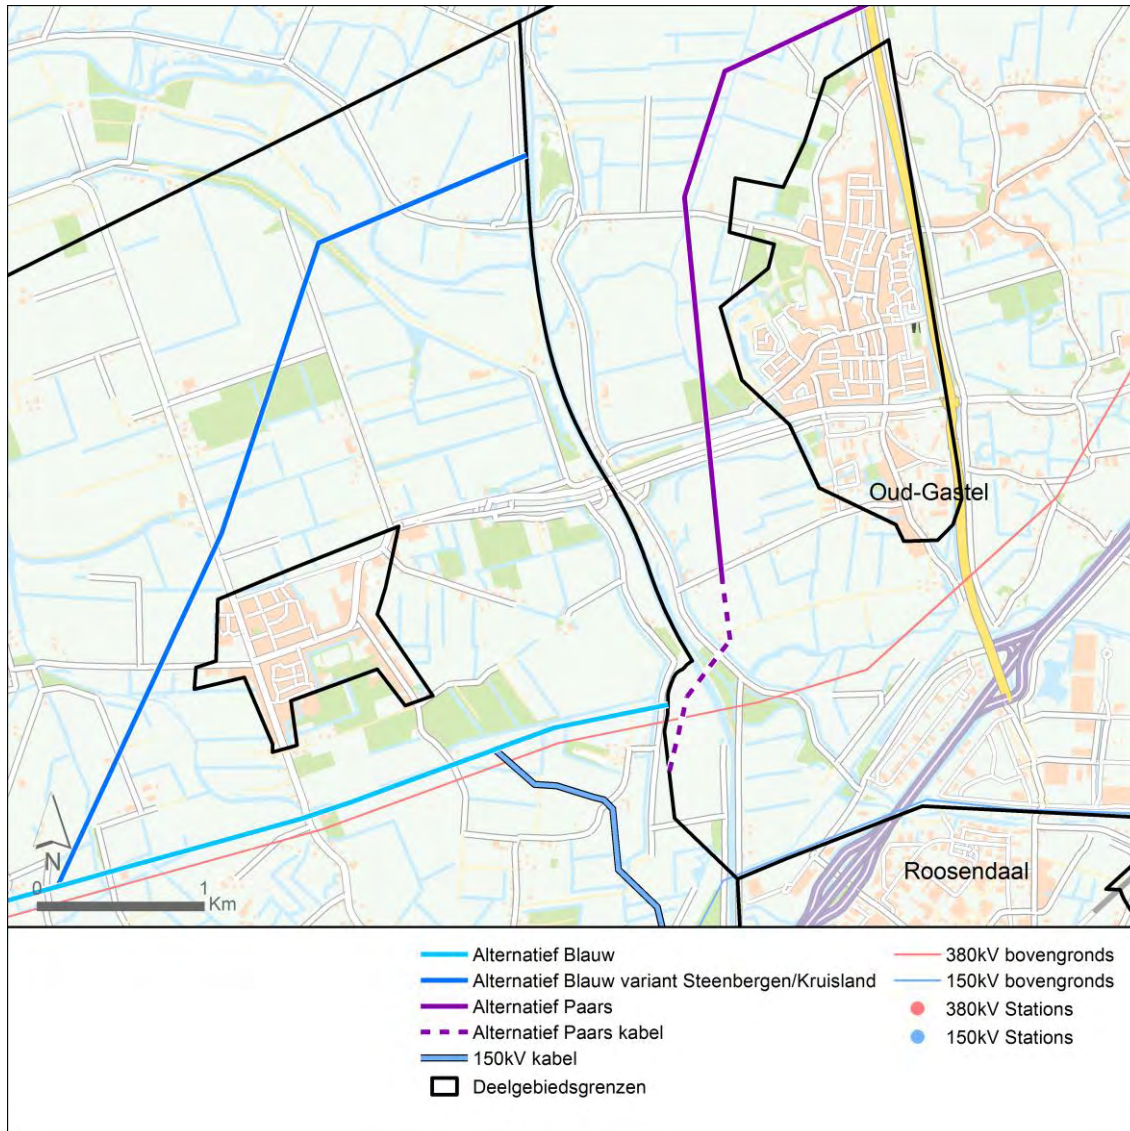 Oud-Gastel
Roosendaal
N
0 1
Km
Alternatief Blauw
Alternatief Blauw variant Steenbergen/Kruisland
Alternatief Paars
Alternatief Paars kabel
150kV kabel
Deelgebiedsgrenzen
380kV bovengronds
150kV bovengronds
380kV Stations
150kV Stations